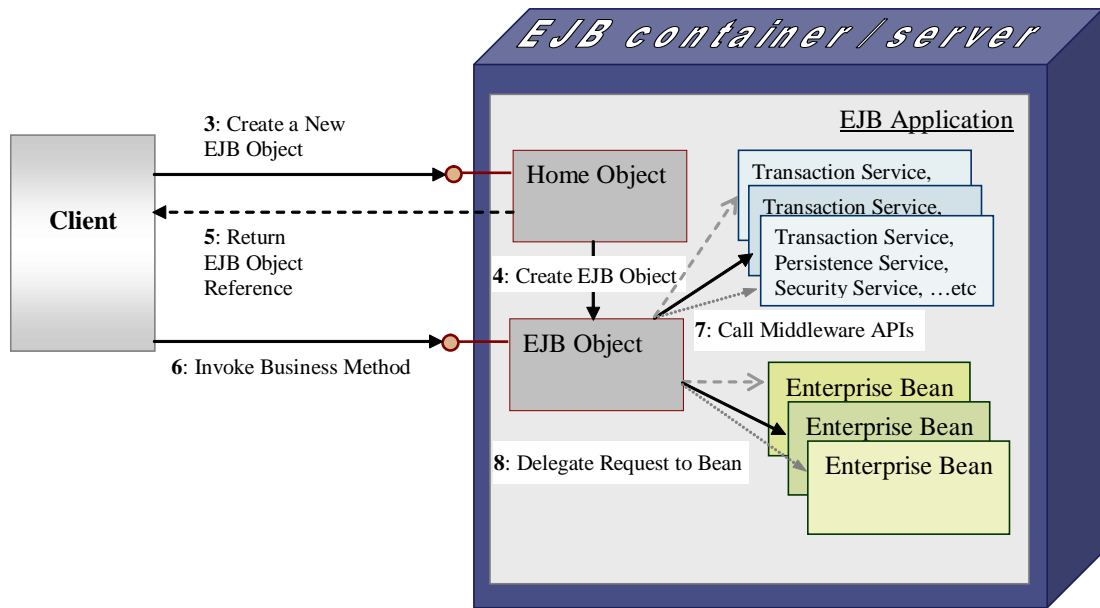 EJB container/server
EJB Application
3: Create a New
EJB Object
Client
5: Return
EJB Object
Reference
6: Invoke Business Method
Home Object
4: Create EJB Object
EJB Object
Transaction Service,
Transaction Service,
Transaction Service,
Persistence Service,
Security Service, …etc
7: Call Middleware APIs
Enterprise Bean
Enterprise Bean
Enterprise Bean
8: Delegate Request to Bean